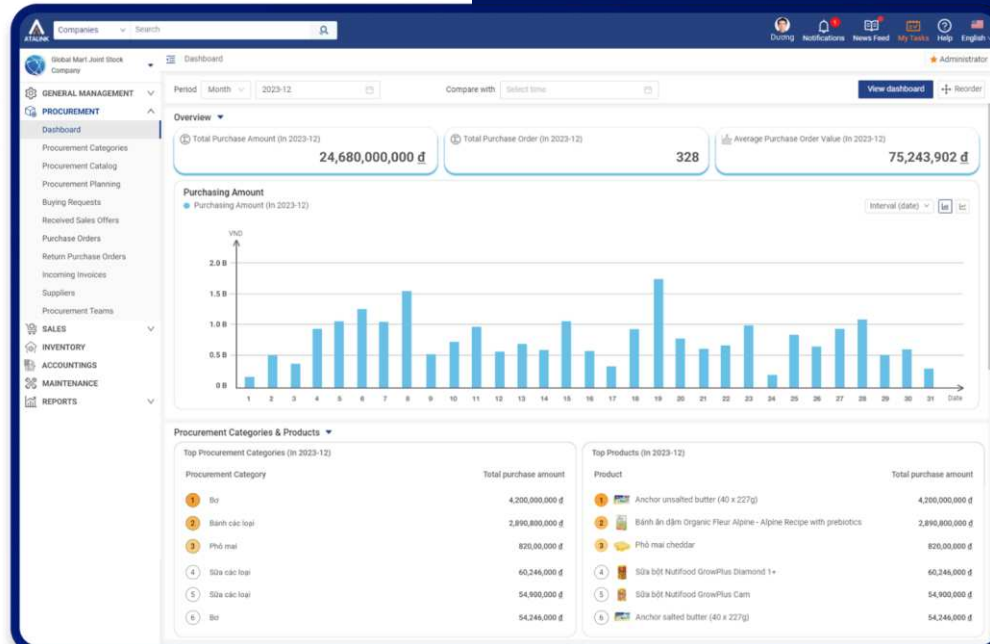 ATALINK
Companies
Search
Dương
1
Notifications
News Feed
My Tasks
Help
English
Global Mart Joint Stock
Company
Dashboard
Administrator
GENERAL MANAGEMENT
PROCUREMENT
Dashboard
Procurement Categories
Procurement Catalog
Procurement Planning
Buying Requests
Received Sales Offers
Purchase Orders
Return Purchase Orders
Incoming Invoices
Suppliers
Procurement Teams
SALES
INVENTORY
ACCOUNTINGS
MAINTENANCE
REPORTS
Period Month 2023-12 Compare with Select time View dashboard Reorder
Overview
Total Purchase Amount (In 2023-12)
24,680,000,000 đ
Total Purchase Order (In 2023-12)
328
Average Purchase Order Value (In 2023-12)
75,243,902 đ
Purchasing Amount
Purchasing Amount (In 2023-12)
Interval (date)
VND
2.0 B
1.5 B
1.0 B
0.5 B
0 B
1 2 3 4 5 6 7 8 9 10 11 12 13 14 15 16 17 18 19 20 21 22 23 24 25 26 27 28 29 30 31 Date
Procurement Categories & Products
Top Procurement Categories (In 2023-12)
Procurement Category Total purchase amount
1 Bơ 4,200,000,000 đ
2 Bánh các loại 2,890,800,000 đ
3 Phô mai 820,00,000 đ
4 Sữa các loại 60,246,000 đ
5 Sữa các loại 54,900,000 đ
6 Bơ 54,246,000 đ
Top Products (In 2023-12)
Product Total purchase amount
1 Anchor unsalted butter (40 x 227g) 4,200,000,000 đ
2 Bánh ăn dặm Organic Fleur Alpine - Alpine Recipe with prebiotics 2,890,800,000 đ
3 Phô mai cheddar 820,00,000 đ
4 Sữa bột Nutifood GrowPlus Diamond 1+ 60,246,000 đ
5 Sữa bột Nutifood GrowPlus Cam 54,900,000 đ
6 Anchor salted butter (40 x 227g) 54,246,000 đ